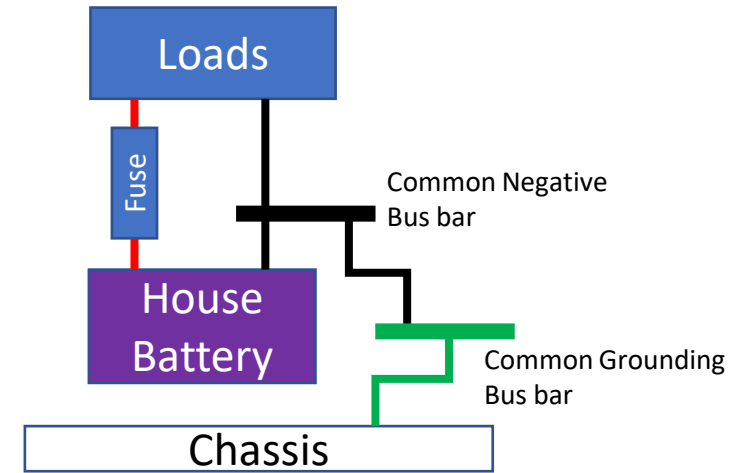 Loads
Fuse
Common Negative
Bus bar
House
Battery
Common Grounding
Bus bar
Chassis